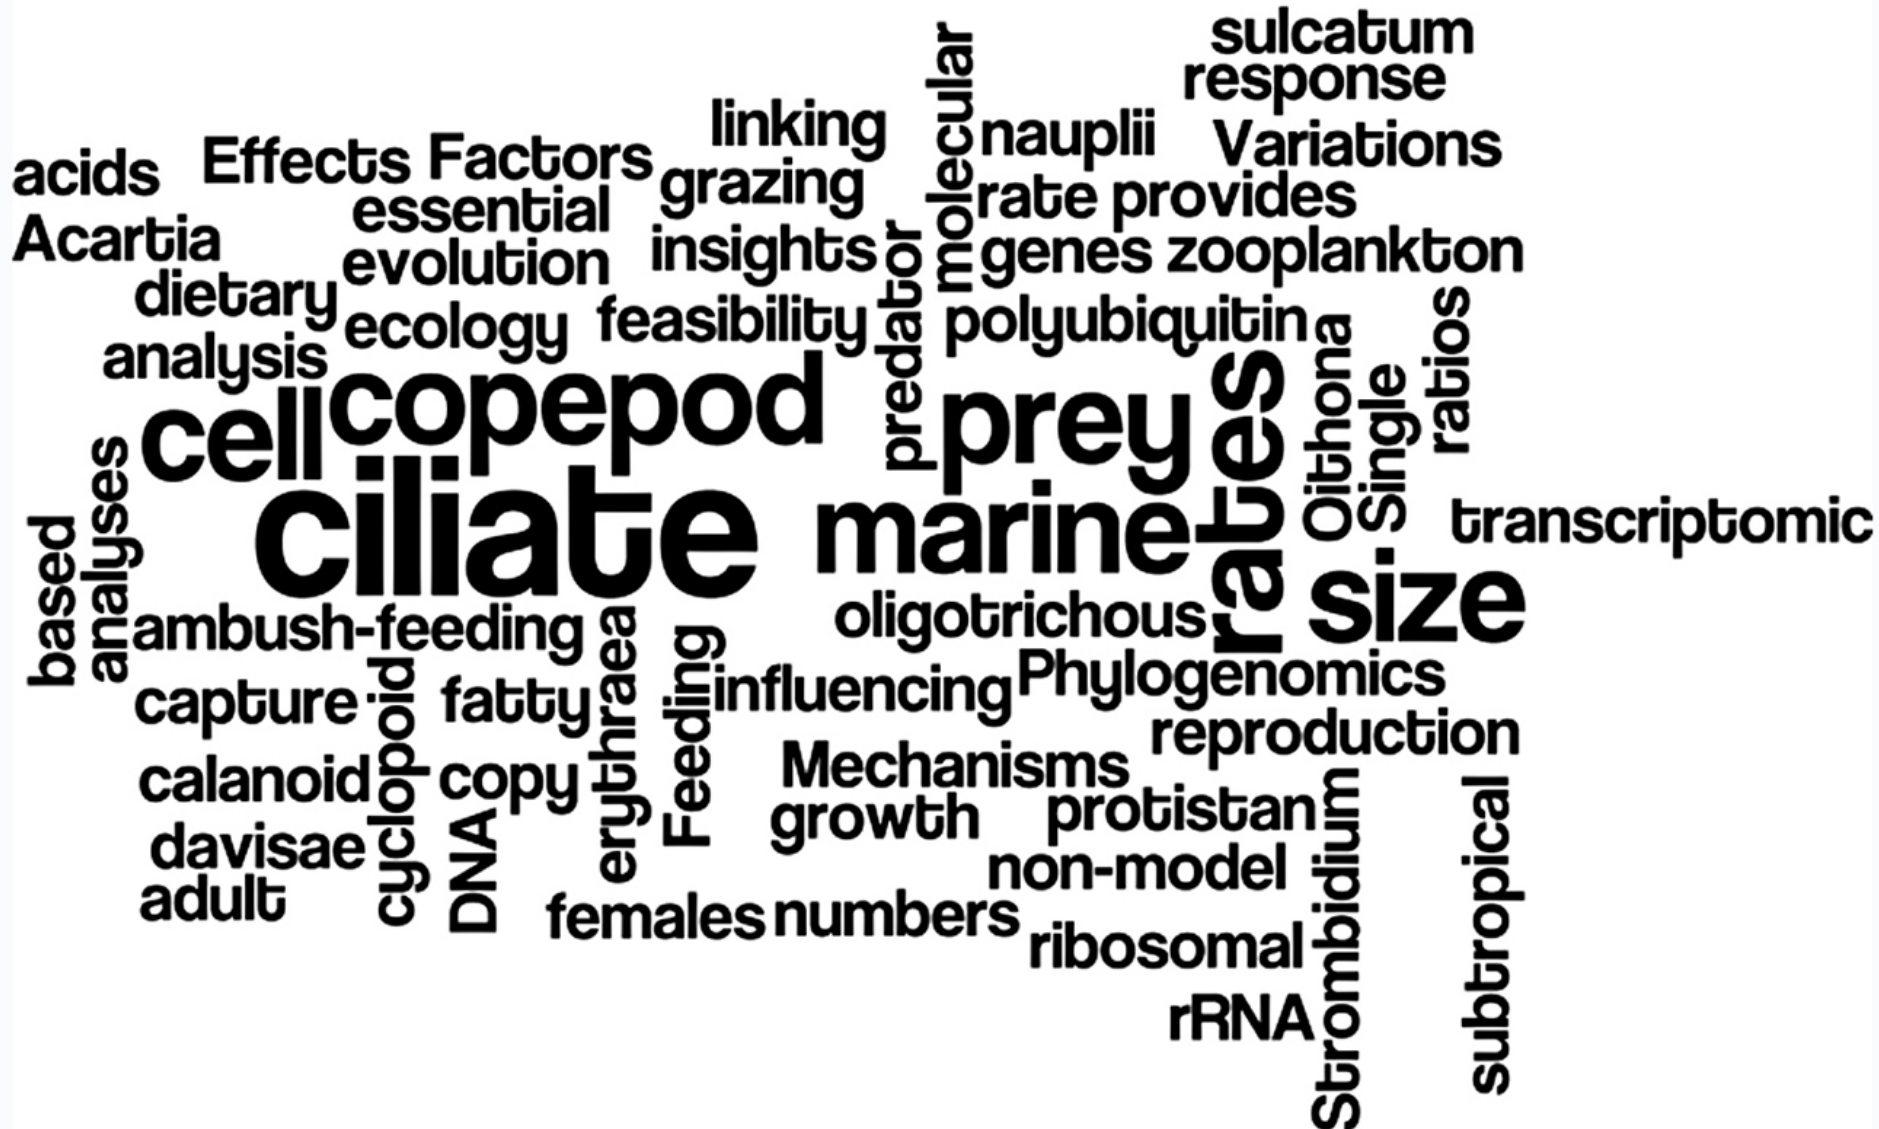 sulcatum
response
molecular
linking
nauplii
Variations
acids
Effects
Factors
grazing
rate
provides
essential
Acartia
evolution
insights
predator
genes
zooplankton
dietary
ecology
feasibility
polyubiquitin
analysis
copepod
prey
rates
Oithona
Single
ratios
cell
ciliate
marine
transcriptomic
based
analyses
size
ambush-feeding
oligotrichous
capture
cyclopoid
fatty
erythraea
Feeding
influencing
Phylogenomics
reproduction
calanoid
copy
Mechanisms
growth
protistan
davisae
DNA
non-model
adult
females
numbers
ribosomal
Strombidium
subtropical
rRNA